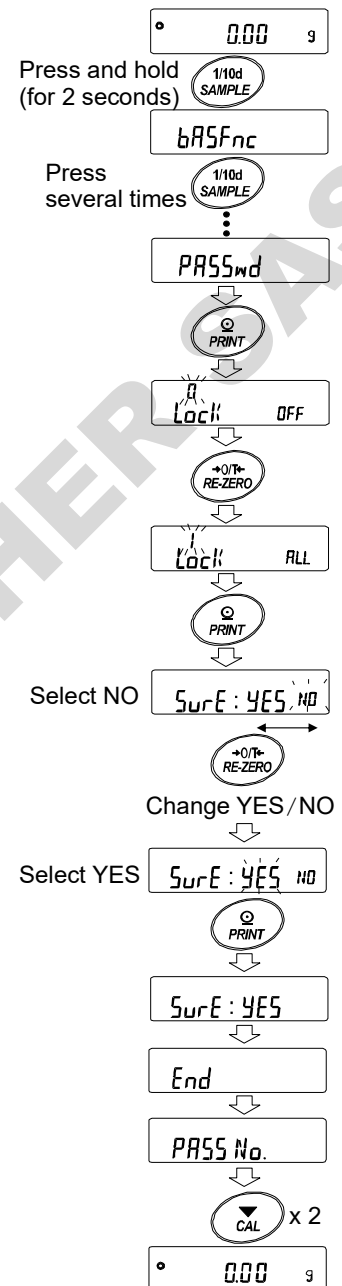 0.00 g
Press and hold
(for 2 seconds)
1/10d
SAMPLE
bASFnc
Press
several times
1/10d
SAMPLE
PASSwd
PRINT
0
Lock OFF
→0/T←
RE-ZERO
1
Lock ALL
PRINT
Select NO
SurE : YES NO
→0/T←
RE-ZERO
Change YES/NO
Select YES
SurE : YES NO
PRINT
SurE : YES
End
PASS No.
CAL
x 2
0.00 g